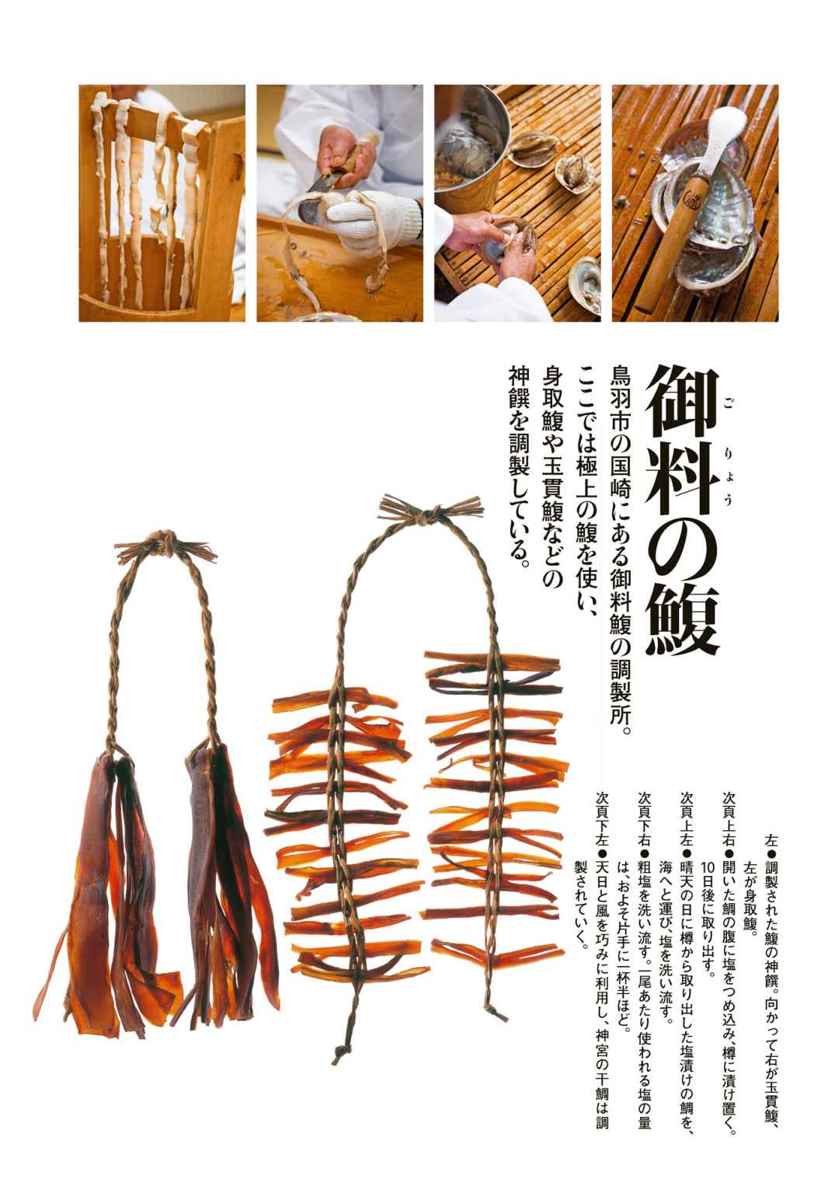 御料の鰒
ごりょう
鳥羽市の国崎にある御料鰒の調製所。
ここでは極上の鰒を使い、
身取鰒や玉貫鰒などの
神饌を調製している。
左●調製された鰒の神饌。向かって右が玉貫鰒、
左が身取鰒。
次頁上右●開いた鯛の腹に塩をつめ込み、樽に漬け置く。
10日後に取り出す。
次頁上左●晴天の日に樽から取り出した塩漬けの鯛を、
海へと運び、塩を洗い流す。
次頁下右●粗塩を洗い流す。一尾あたり使われる塩の量
は、およそ片手に一杯半ほど。
次頁下左●天日と風を巧みに利用し、神宮の干鯛は調
製されていく。